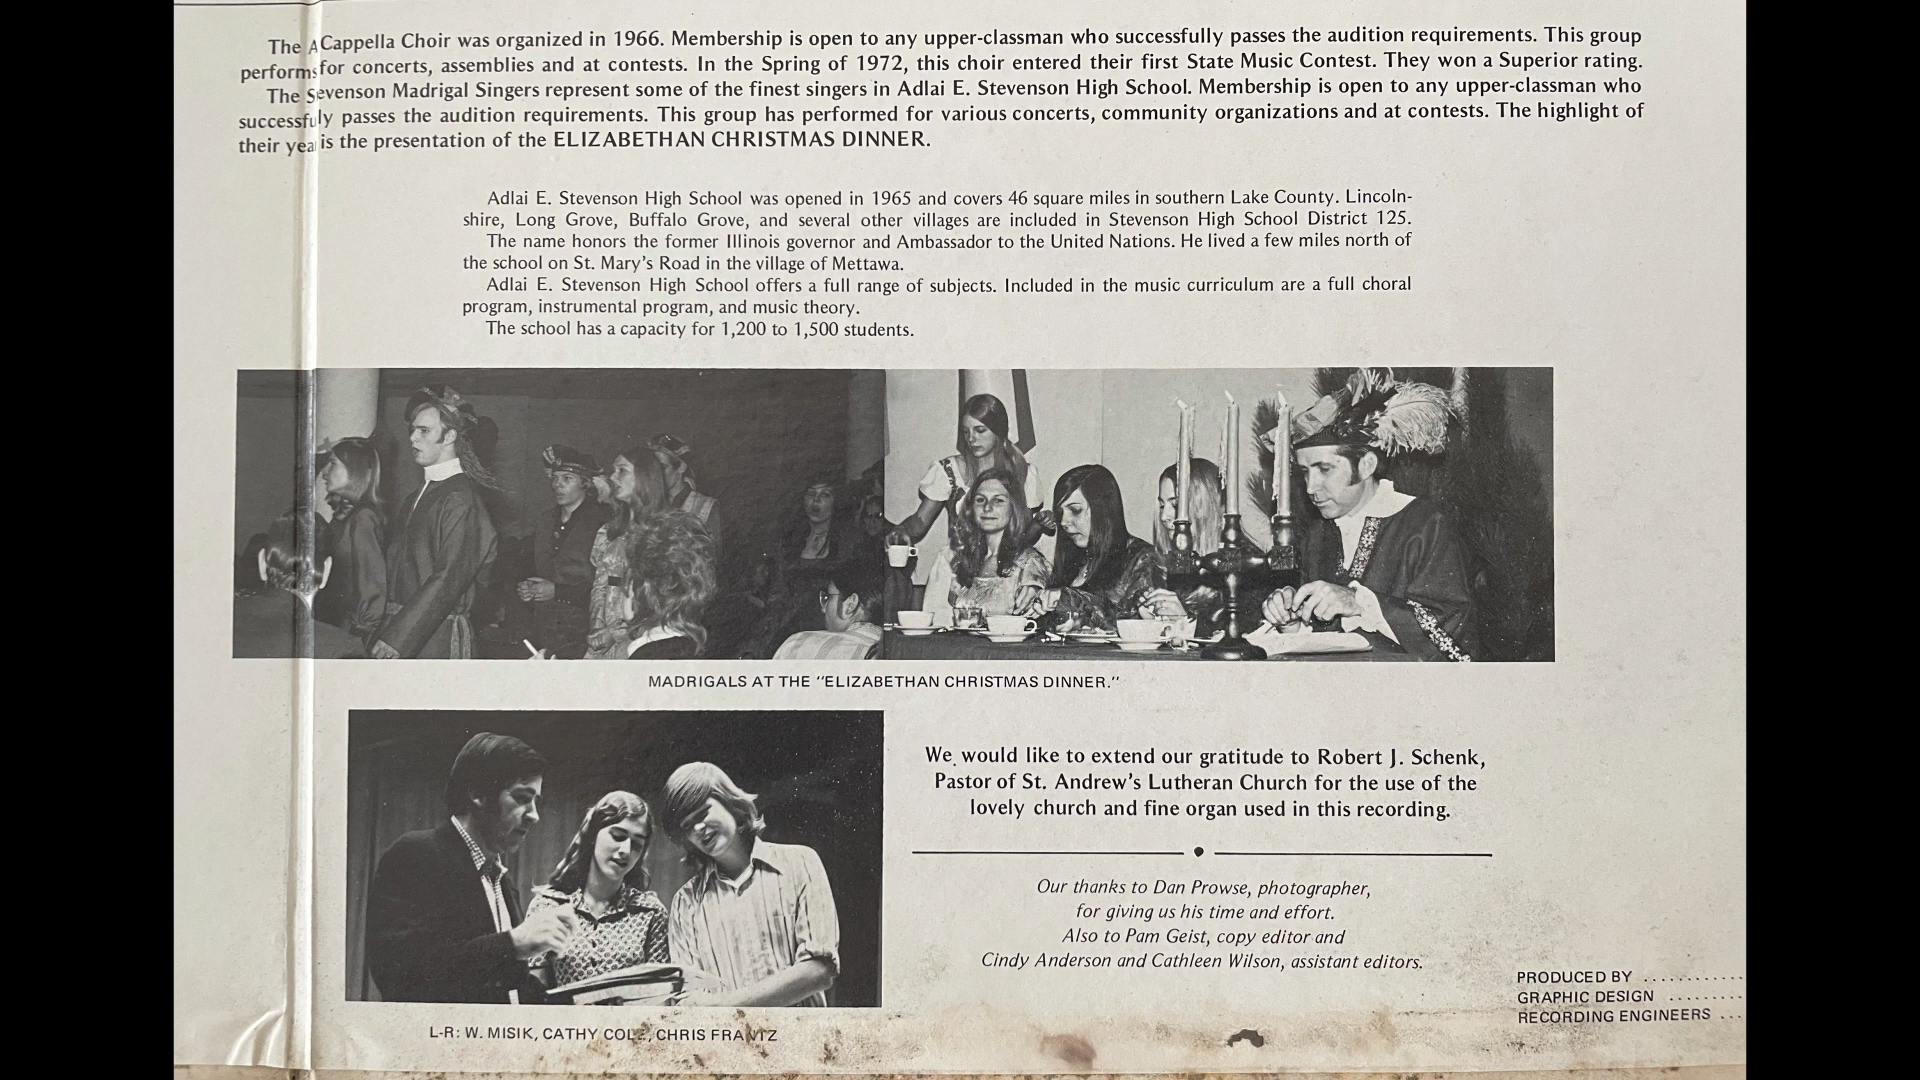 The A Cappella Choir was organized in 1966. Membership is open to any upper-classman who successfully passes the audition requirements. This group
performs for concerts, assemblies and at contests. In the Spring of 1972, this choir entered their first State Music Contest. They won a Superior rating.
The Sevenson Madrigal Singers represent some of the finest singers in Adlai E. Stevenson High School. Membership is open to any upper-classman who
successfuly passes the audition requirements. This group has performed for various concerts, community organizations and at contests. The highlight of
their year is the presentation of the ELIZABETHAN CHRISTMAS DINNER.
Adlai E. Stevenson High School was opened in 1965 and covers 46 square miles in southern Lake County. Lincoln-
shire, Long Grove, Buffalo Grove, and several other villages are included in Stevenson High School District 125.
The name honors the former Illinois governor and Ambassador to the United Nations. He lived a few miles north of
the school on St. Mary's Road in the village of Mettawa.
Adlai E. Stevenson High School offers a full range of subjects. Included in the music curriculum are a full choral
program, instrumental program, and music theory.
The school has a capacity for 1,200 to 1,500 students.
MADRIGALS AT THE "ELIZABETHAN CHRISTMAS DINNER."
We would like to extend our gratitude to Robert J. Schenk,
Pastor of St. Andrew's Lutheran Church for the use of the
lovely church and fine organ used in this recording.
Our thanks to Dan Prowse, photographer,
for giving us his time and effort.
Also to Pam Geist, copy editor and
Cindy Anderson and Cathleen Wilson, assistant editors.
PRODUCED BY ...........
GRAPHIC DESIGN .........
RECORDING ENGINEERS ...
L-R: W. MISIK, CATHY COLE, CHRIS FRANTZ